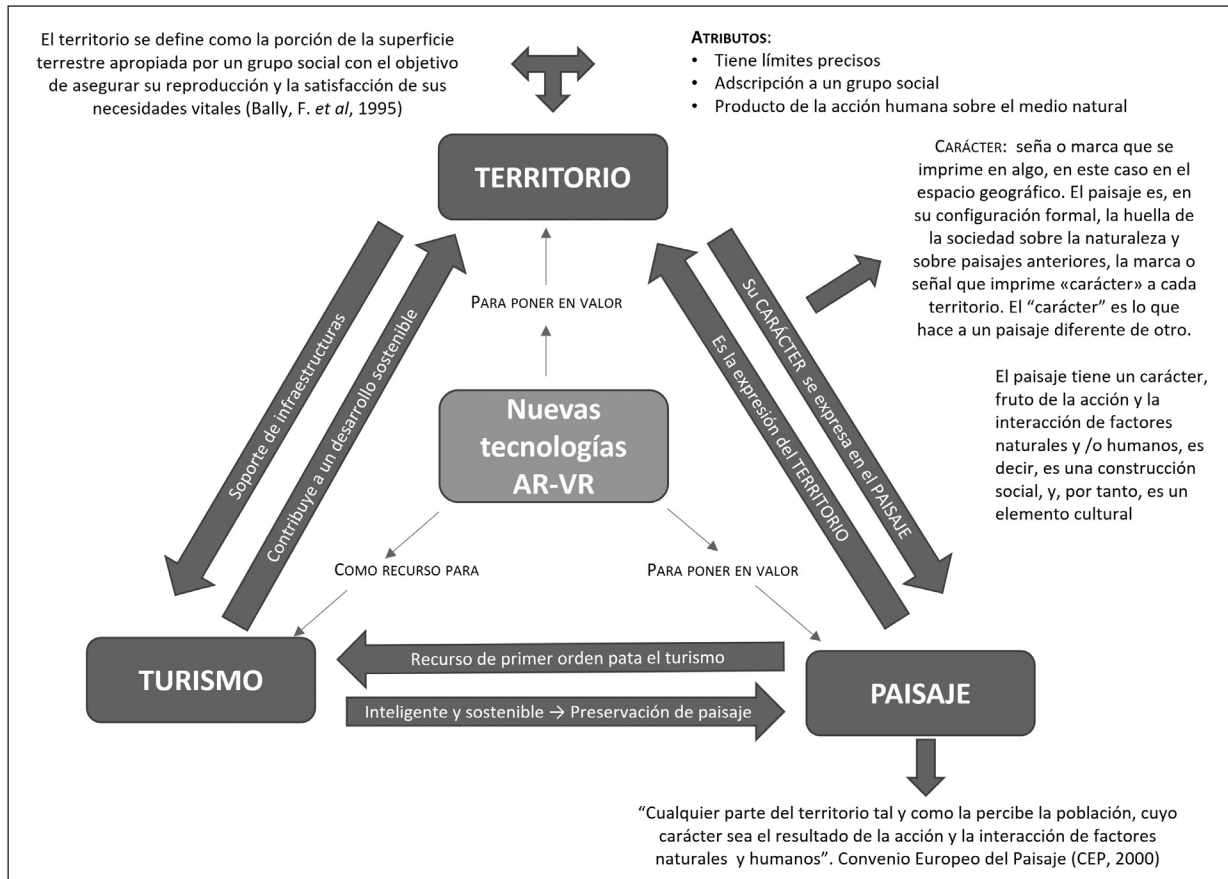 El territorio se define como la porción de la superficie
terrestre apropiada por un grupo social con el objetivo
de asegurar su reproducción y la satisfacción de sus
necesidades vitales (Bally, F. et al, 1995)
ATRIBUTOS:
• Tiene límites precisos
• Adscripción a un grupo social
• Producto de la acción humana sobre el medio natural
TERRITORIO
CARÁCTER: seña o marca que se
imprime en algo, en este caso en el
espacio geográfico. El paisaje es, en
su configuración formal, la huella de
la sociedad sobre la naturaleza y
sobre paisajes anteriores, la marca o
señal que imprime «carácter» a cada
territorio. El “carácter” es lo que
hace a un paisaje diferente de otro.
El paisaje tiene un carácter,
fruto de la acción y la
interacción de factores
naturales y /o humanos, es
decir, es una construcción
social, y, por tanto, es un
elemento cultural
Soporte de infraestructuras
Contribuye a un desarrollo sostenible
PARA PONER EN VALOR
Su CARÁCTER se expresa en el PAISAJE
Es la expresión del TERRITORIO
Nuevas
tecnologías
AR-VR
COMO RECURSO PARA
PARA PONER EN VALOR
TURISMO
Recurso de primer orden pata el turismo
Inteligente y sostenible → Preservación de paisaje
PAISAJE
“Cualquier parte del territorio tal y como la percibe la población, cuyo
carácter sea el resultado de la acción y la interacción de factores
naturales y humanos”. Convenio Europeo del Paisaje (CEP, 2000)